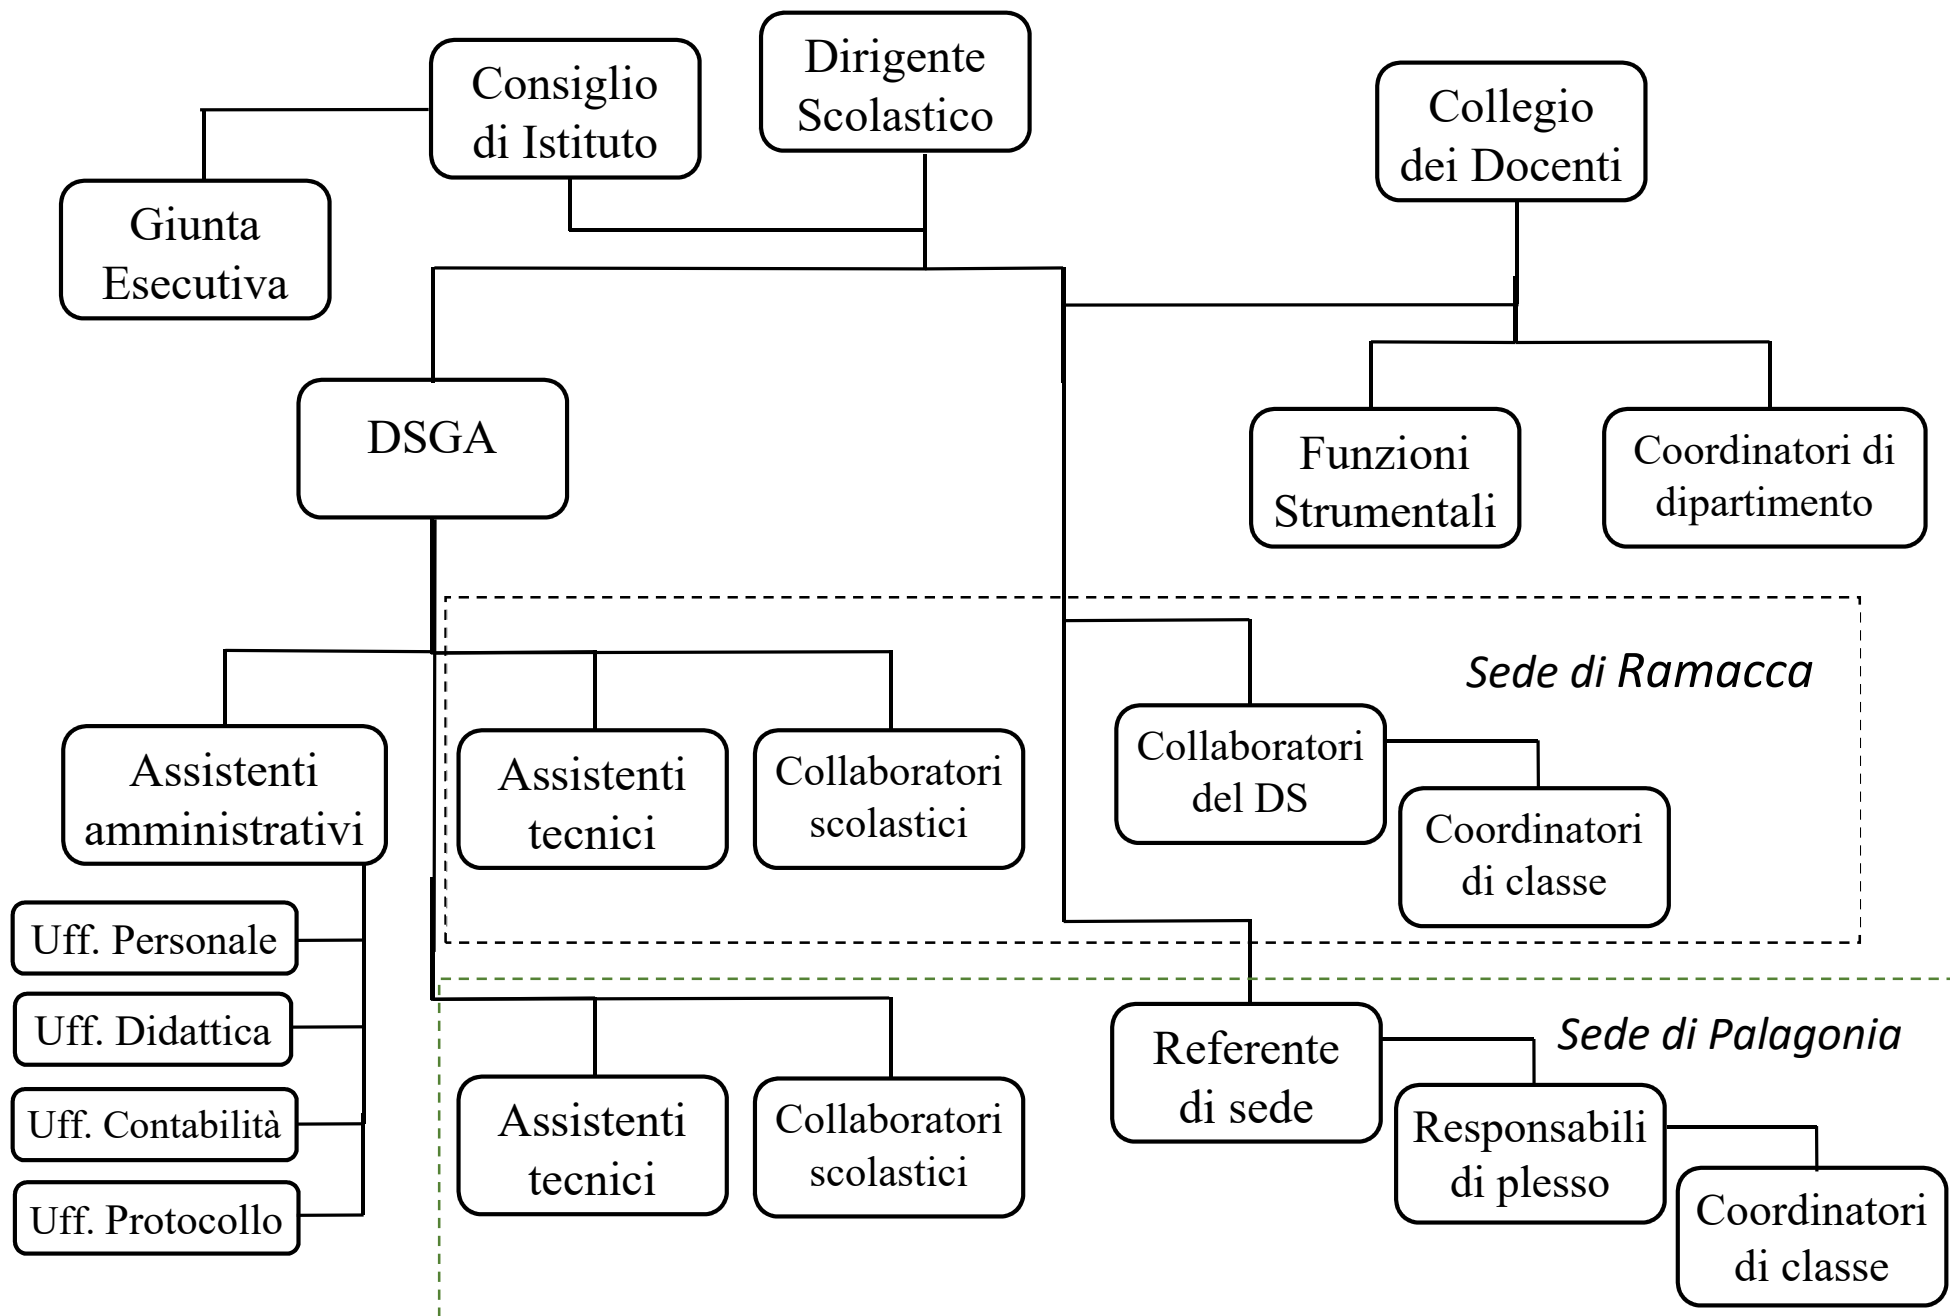 Dirigente
Scolastico
Consiglio
di Istituto
Collegio
dei Docenti
Giunta
Esecutiva
DSGA
Funzioni
Strumentali
Coordinatori di
dipartimento
Sede di Ramacca
Assistenti
amministrativi
Assistenti
tecnici
Collaboratori
scolastici
Collaboratori
del DS
Coordinatori
di classe
Uff. Personale
Uff. Didattica
Uff. Contabilità
Uff. Protocollo
Sede di Palagonia
Assistenti
tecnici
Collaboratori
scolastici
Referente
di sede
Responsabili
di plesso
Coordinatori
di classe